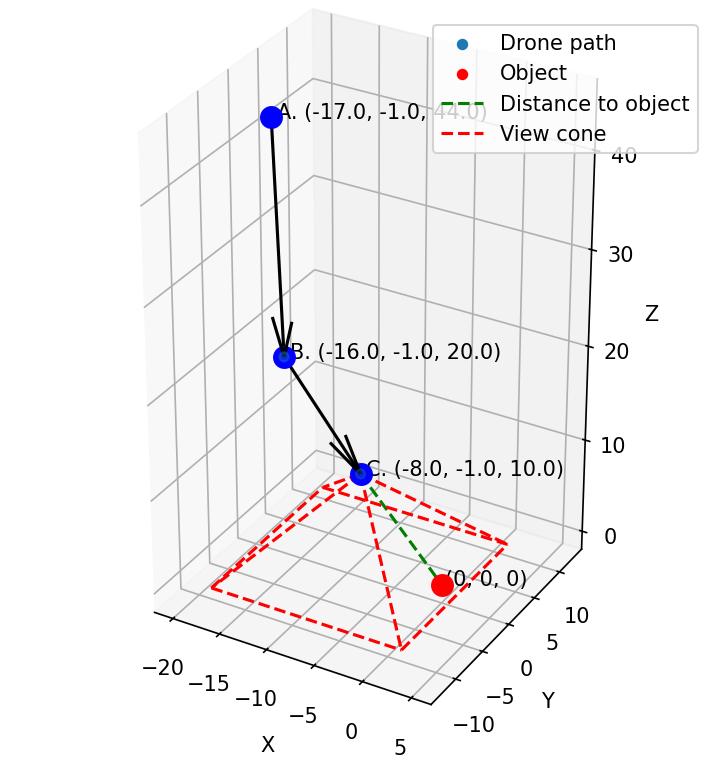 Drone path
Object
Distance to object
View cone
A. (-17.0, -1.0, 44.0)
40
30
Z
B. (-16.0, -1.0, 20.0)
20
10
C. (-8.0, -1.0, 10.0)
0
(0, 0, 0)
10
5
0
−5
Y
−10
−20
−15
−10
−5
0
5
X